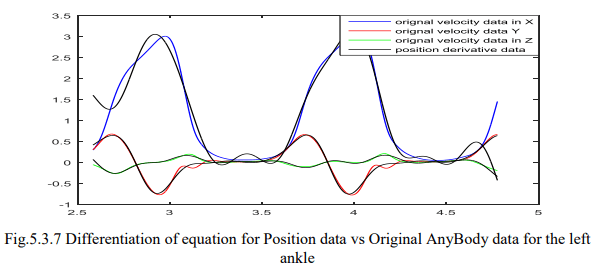 3.5
orignal velocity data in X
orignal velocity data Y
orignal velocity data in Z
position derivative data
3
2.5
2
1.5
1
0.5
0
-0.5
-1
2.5
3
3.5
4
4.5
5
Fig.5.3.7 Differentiation of equation for Position data vs Original AnyBody data for the left
ankle